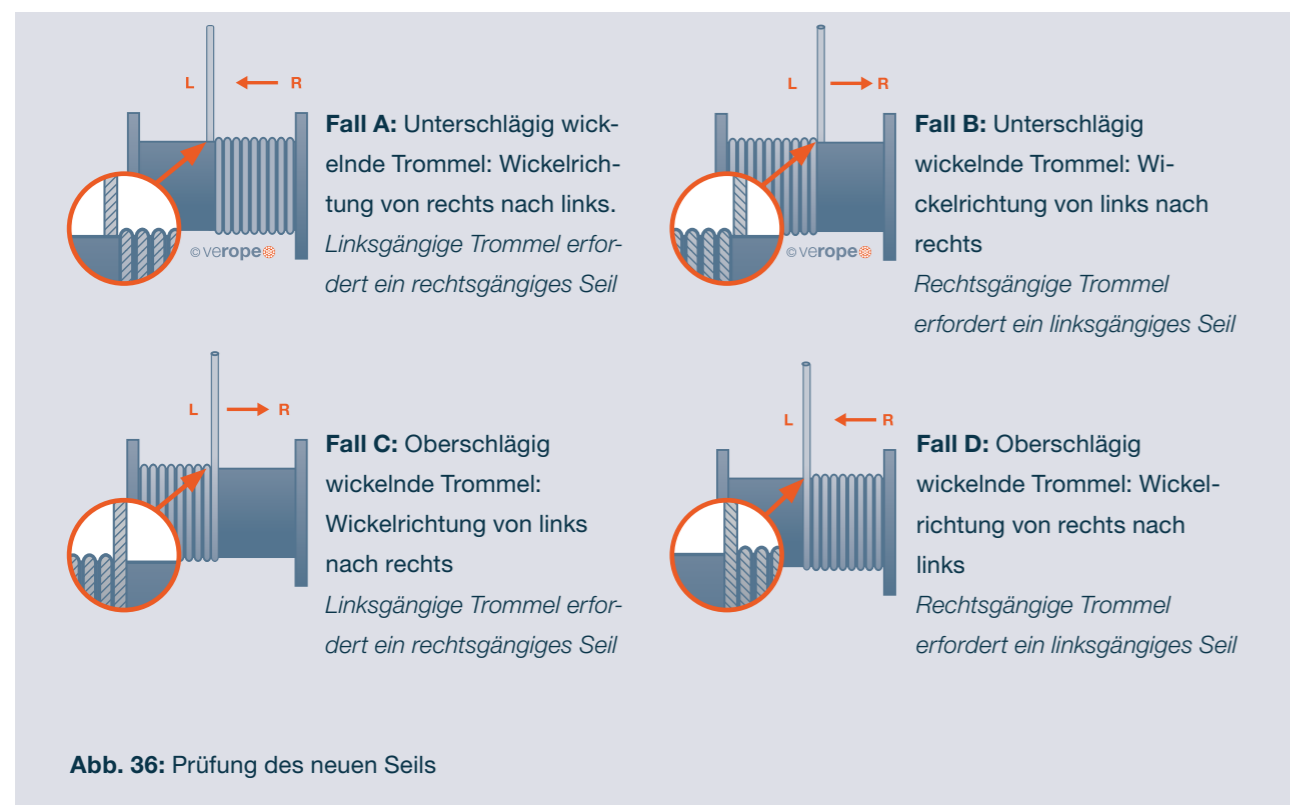 L R
Fall A: Unterschlägig wick-
elnde Trommel: Wickelrich-
tung von rechts nach links.
Linksgängige Trommel erfor-
dert ein rechtsgängiges Seil
© verope
L R
Fall B: Unterschlägig
wickelnde Trommel: Wi-
ckelrichtung von links nach
rechts
Rechtsgängige Trommel
erfordert ein linksgängiges Seil
© verope
L R
Fall C: Oberschlägig
wickelnde Trommel:
Wickelrichtung von links
nach rechts
Linksgängige Trommel erfor-
dert ein rechtsgängiges Seil
L R
Fall D: Oberschlägig
wickelnde Trommel: Wickel-
richtung von rechts nach
links
Rechtsgängige Trommel
erfordert ein linksgängiges Seil
Abb. 36: Prüfung des neuen Seils